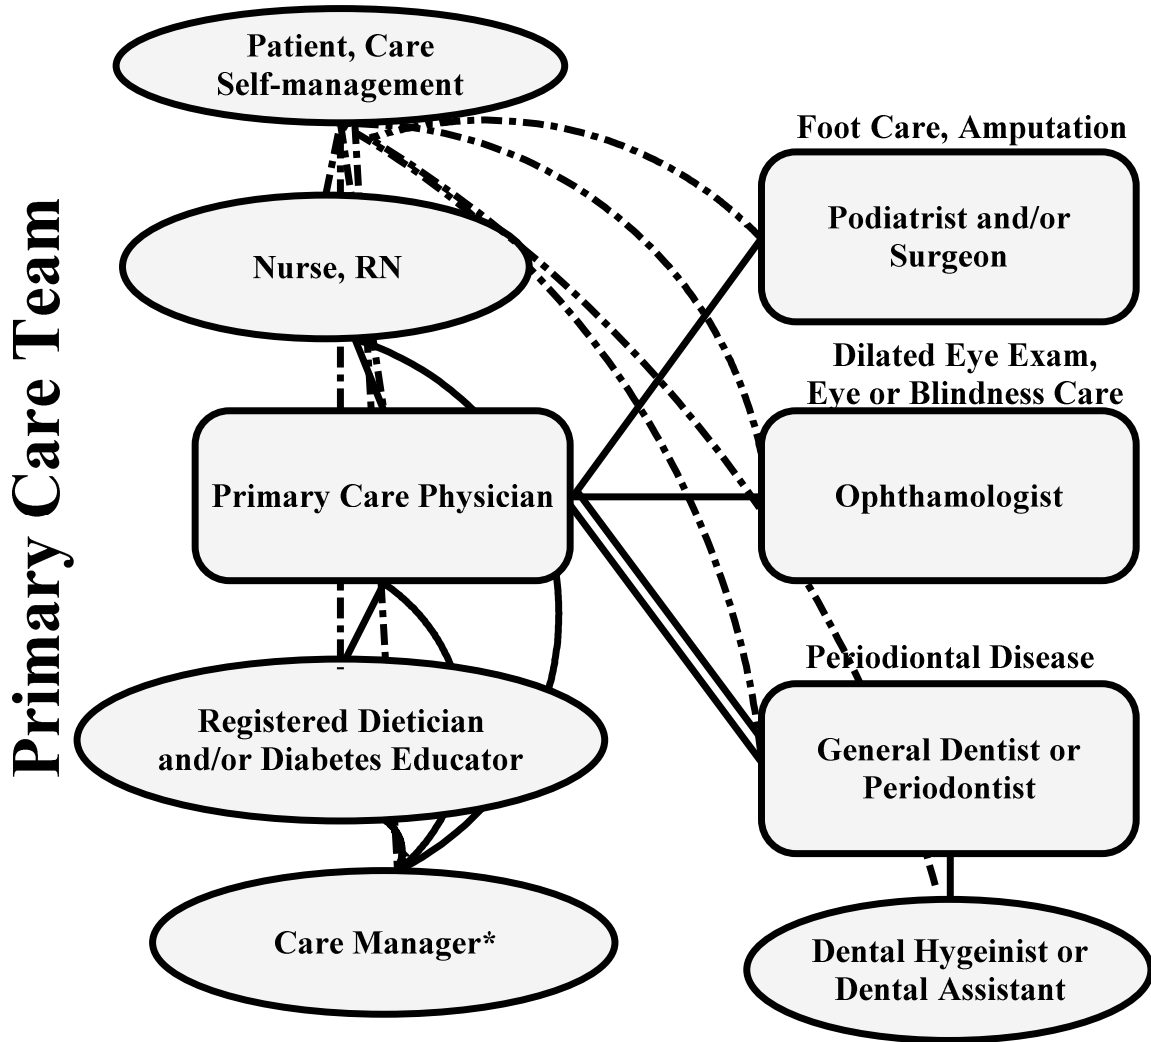 Primary Care Team
Patient, Care
Self-management
Nurse, RN
Primary Care Physician
Registered Dietician
and/or Diabetes Educator
Care Manager*
Foot Care, Amputation
Podiatrist and/or
Surgeon
Dilated Eye Exam,
Eye or Blindness Care
Ophthamologist
Periodiontal Disease
General Dentist or
Periodontist
Dental Hygeinist or
Dental Assistant